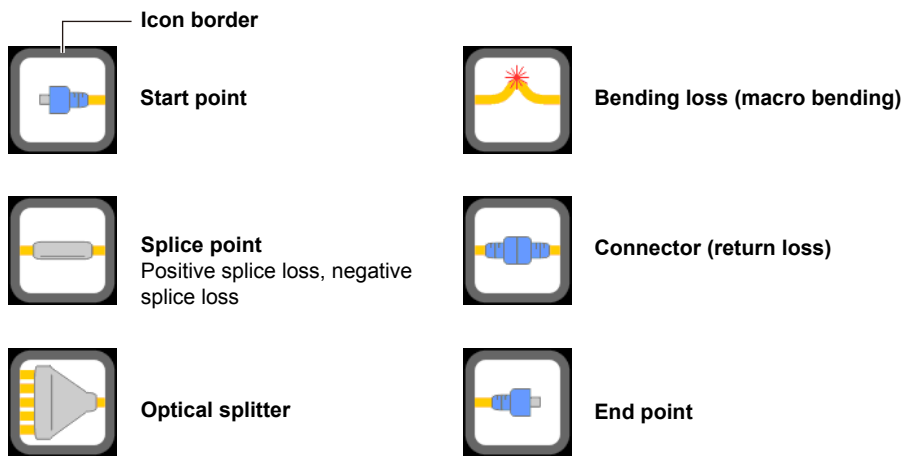 Icon border
Start point
Bending loss (macro bending)
Splice point
Positive splice loss, negative
splice loss
Connector (return loss)
Optical splitter
End point